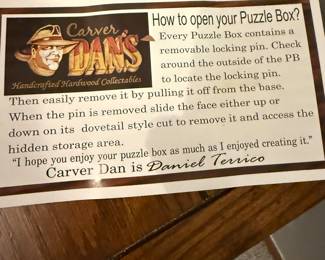 Carver
DAN'S
Handcrafted Hardwood Collectables
How to open your Puzzle Box?
Every Puzzle Box contains a
removable locking pin. Check
around the outside of the PB
to locate the locking pin.
Then easily remove it by pulling it off from the base.
When the pin is removed slide the face either up or
down on its dovetail style cut to remove it and access the
hidden storage area.
"I hope you enjoy your puzzle box as much as I enjoyed creating it."
Carver Dan is Daniel Terrico